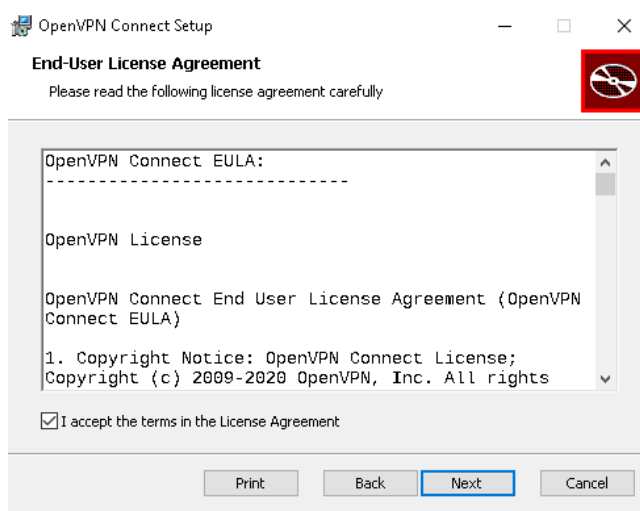 OpenVPN Connect Setup
End-User License Agreement
Please read the following license agreement carefully
OpenVPN Connect EULA:
-----------------------------
OpenVPN License
OpenVPN Connect End User License Agreement (OpenVPN
Connect EULA)
1. Copyright Notice: OpenVPN Connect License;
Copyright (c) 2009-2020 OpenVPN, Inc. All rights
I accept the terms in the License Agreement
Print Back Next Cancel